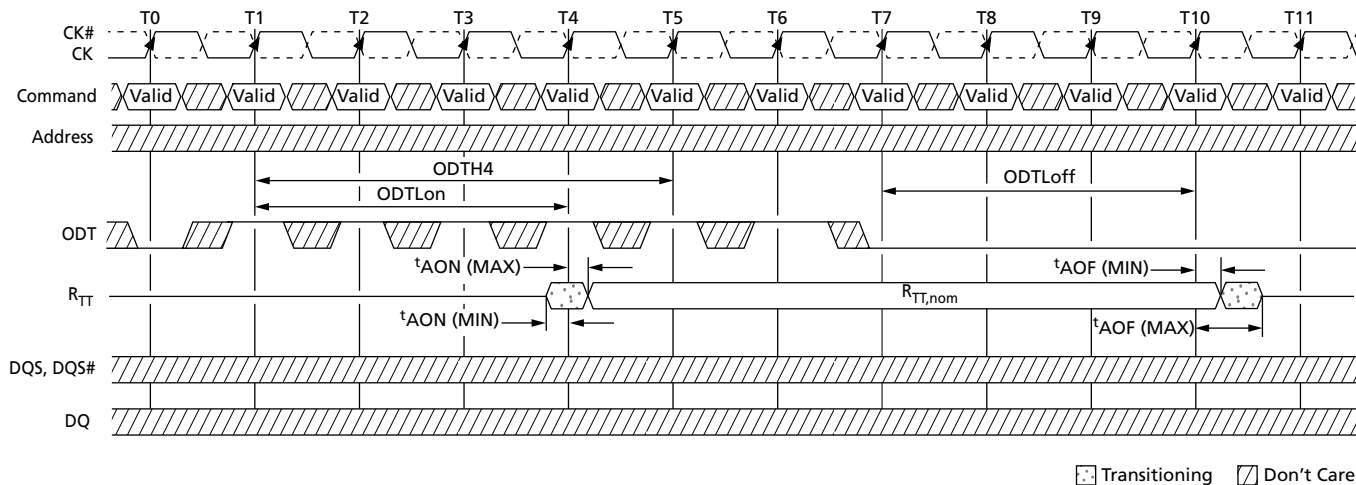 T0 T1 T2 T3 T4 T5 T6 T7 T8 T9 T10 T11
CK#
CK
Command Valid Valid Valid Valid Valid Valid Valid Valid Valid Valid Valid Valid
Address
ODTH4
ODTLoff
ODTLon
ODT
tAON (MAX) tAOF (MIN)
RTT RTT,nom
tAON (MIN) tAOF (MAX)
DQS, DQS#
DQ
Transitioning Don't Care